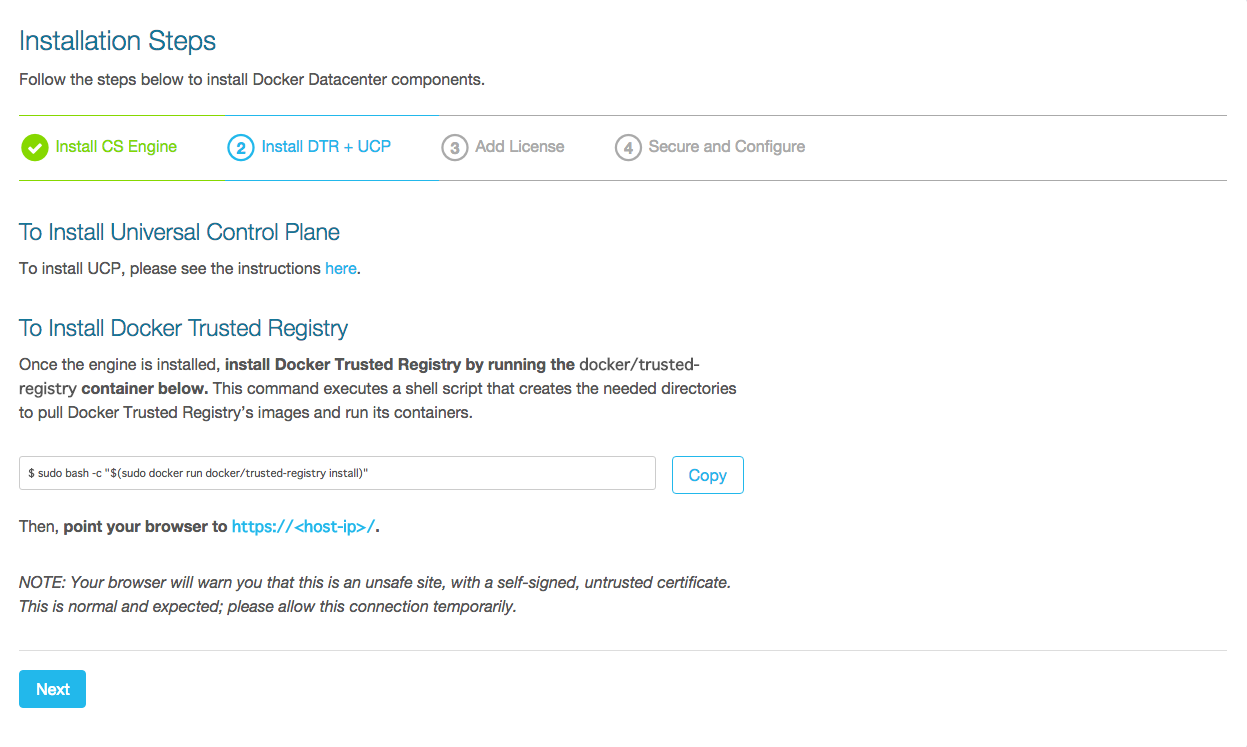 Installation Steps
Follow the steps below to install Docker Datacenter components.
Install CS Engine
2 Install DTR + UCP
3 Add License
4 Secure and Configure
To Install Universal Control Plane
To install UCP, please see the instructions here.
To Install Docker Trusted Registry
Once the engine is installed, install Docker Trusted Registry by running the docker/trusted-
registry container below. This command executes a shell script that creates the needed directories
to pull Docker Trusted Registry’s images and run its containers.
$ sudo bash -c "$(sudo docker run docker/trusted-registry install)"
Copy
Then, point your browser to https://<host-ip>/.
NOTE: Your browser will warn you that this is an unsafe site, with a self-signed, untrusted certificate.
This is normal and expected; please allow this connection temporarily.
Next